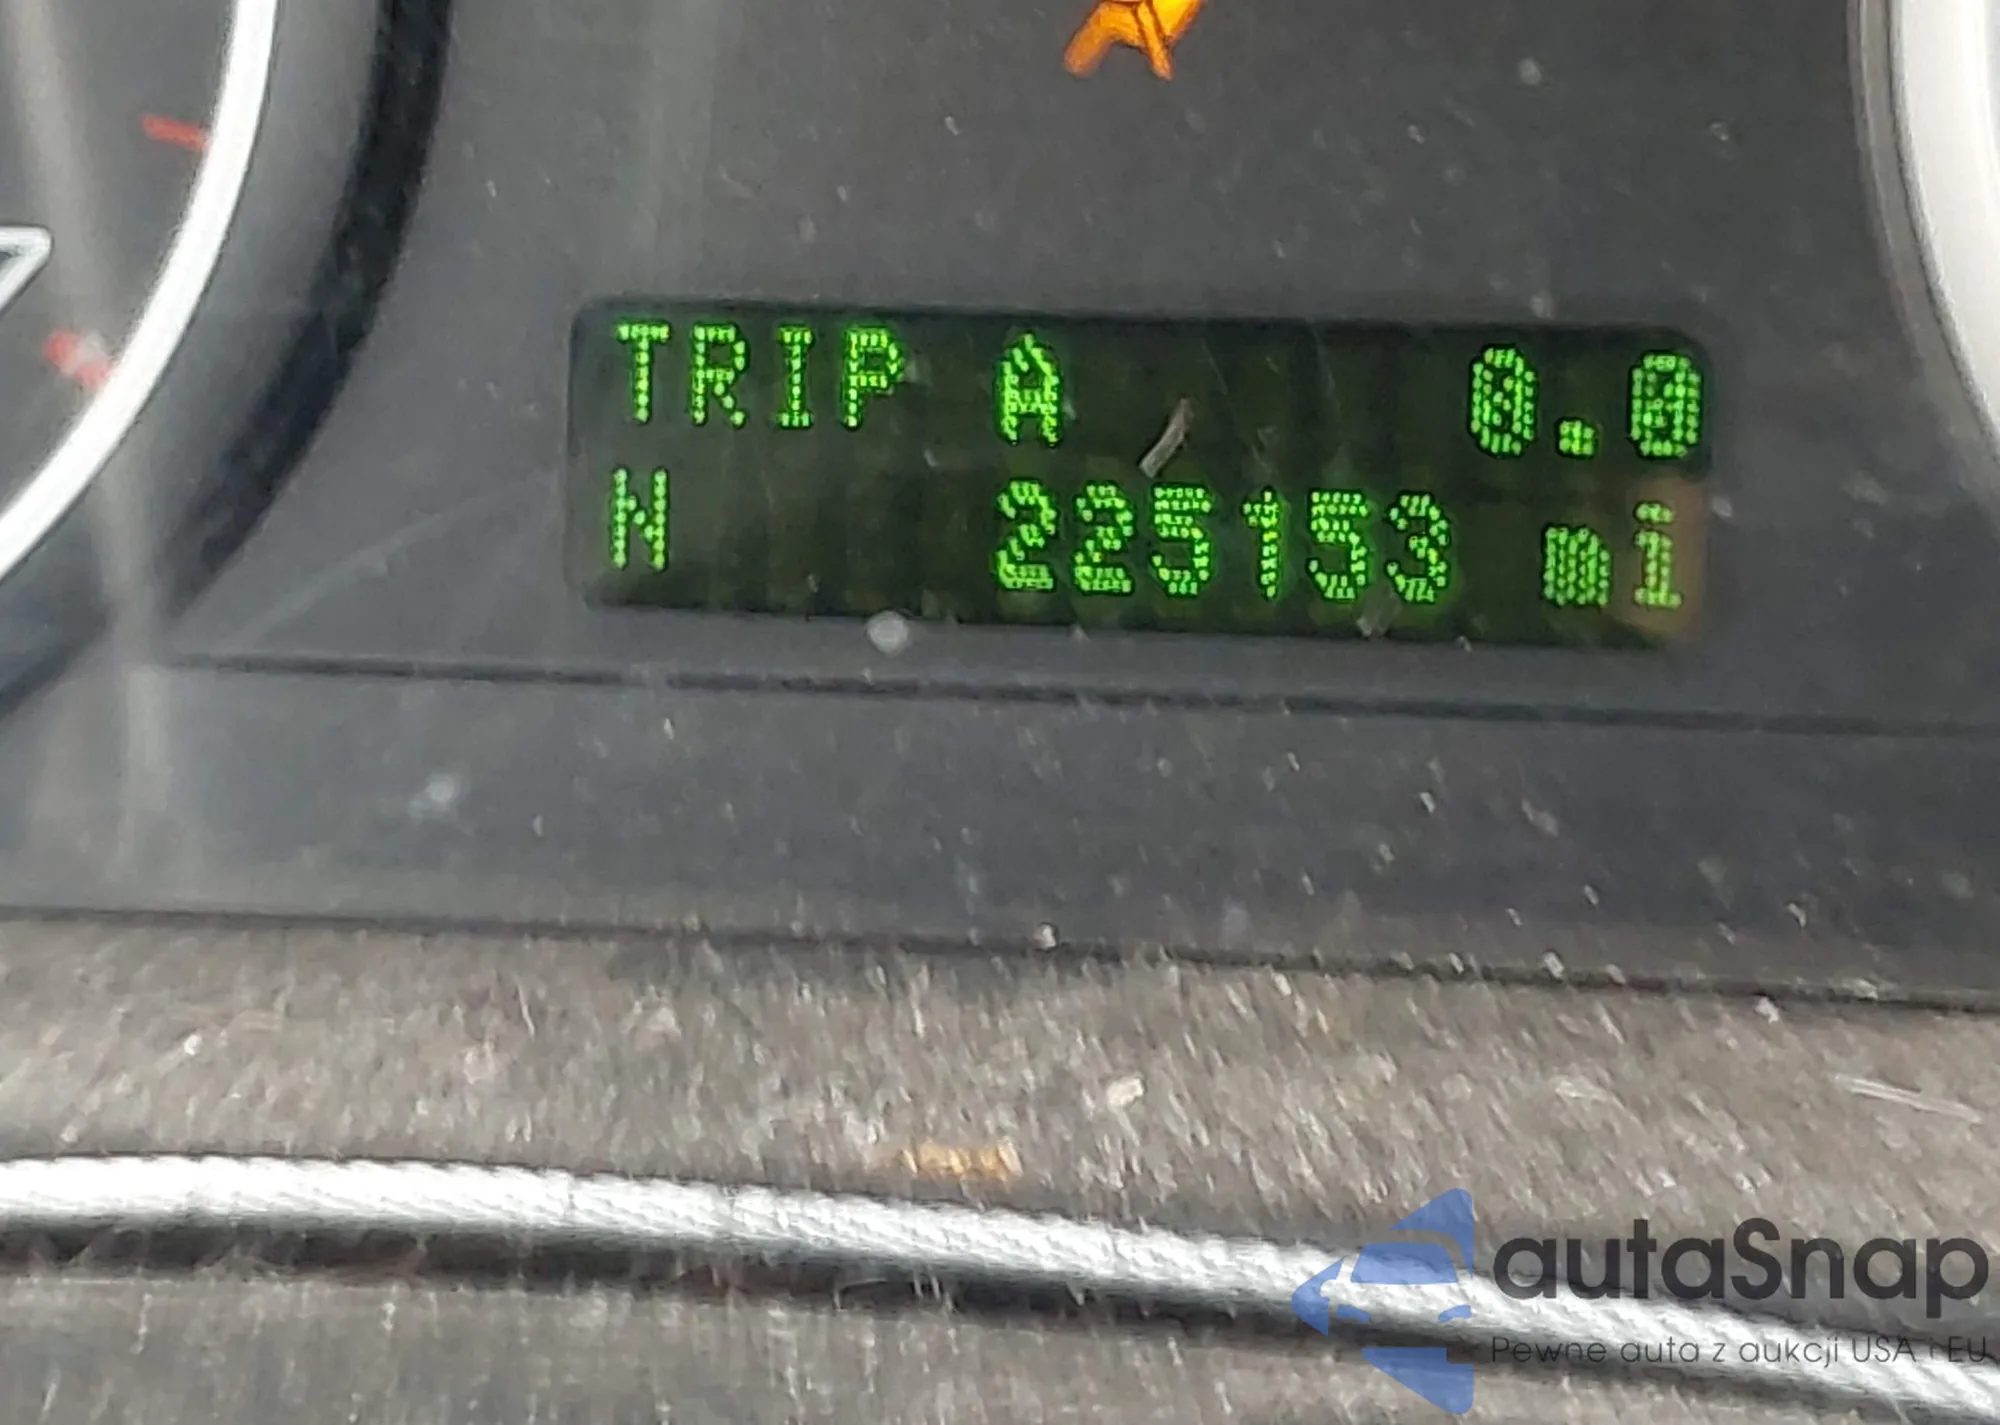 TRIP A 0.0
N 225153 mi
autaSnap
Pewne auta z aukcji USA i EU